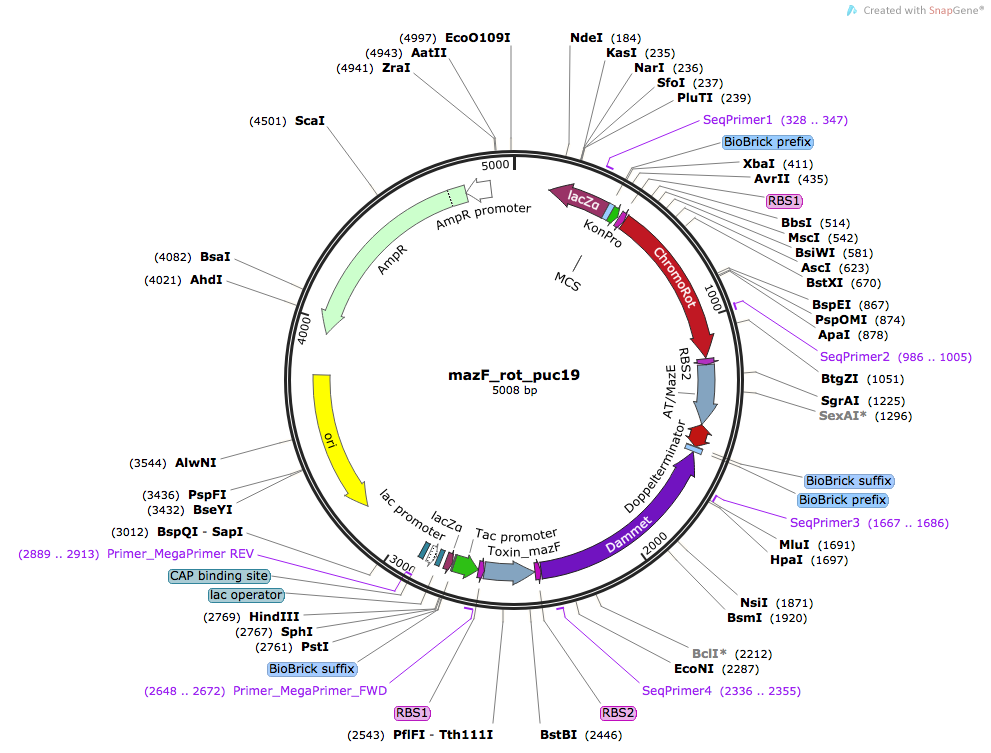 Created with SnapGene®
(4997) EcoO109I
(4943) AatII
(4941) ZraI
(4501) ScaI
(4082) BsaI
(4021) AhdI
(3544) AlwNI
(3436) PspFI
(3432) BseYI
(3012) BspQI - SapI
(2889 .. 2913) Primer_MegaPrimer REV
CAP binding site
lac operator
(2769) HindIII
(2767) SphI
(2761) PstI
BioBrick suffix
(2648 .. 2672) Primer_MegaPrimer_FWD
RBS1
(2543) PflFI - Tth111I
NdeI (184)
KasI (235)
NarI (236)
SfoI (237)
PluTI (239)
SeqPrimer1 (328 .. 347)
BioBrick prefix
XbaI (411)
AvrII (435)
RBS1
BbsI (514)
MscI (542)
BsiWI (581)
AscI (623)
BstXI (670)
BspEI (867)
PspOMI (874)
ApaI (878)
SeqPrimer2 (986 .. 1005)
BtgZI (1051)
SgrAI (1225)
SexAI* (1296)
BioBrick suffix
BioBrick prefix
SeqPrimer3 (1667 .. 1686)
MluI (1691)
HpaI (1697)
NsiI (1871)
BsmI (1920)
BclI* (2212)
EcoNI (2287)
SeqPrimer4 (2336 .. 2355)
RBS2
BstBI (2446)
5000
1000
2000
3000
4000
AmpR promoter
AmpR
ori
lac promoter
lacZα
Tac promoter
Toxin_mazF
Dammet
Doppelterminator
AT/MazE
RBS2
ChromoRot
KonPro
lacZα
MCS
mazF_rot_puc19
5008 bp